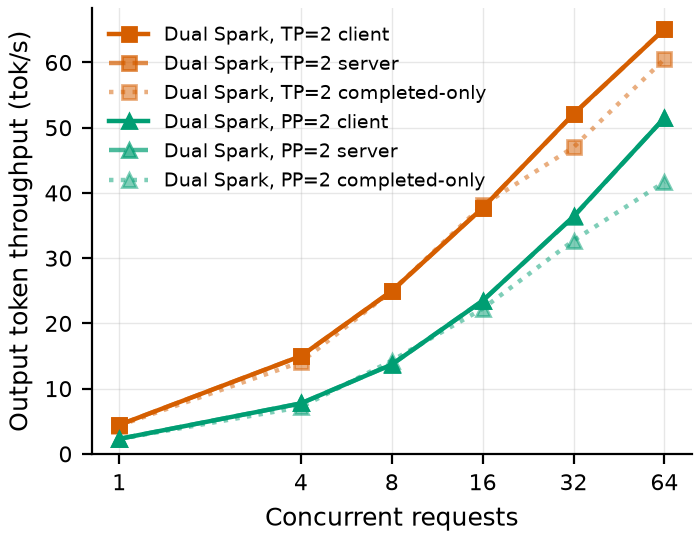 Dual Spark, TP=2 client
Dual Spark, TP=2 server
Dual Spark, TP=2 completed-only
Dual Spark, PP=2 client
Dual Spark, PP=2 server
Dual Spark, PP=2 completed-only
Output token throughput (tok/s)
60
50
40
30
20
10
0
1 4 8 16 32 64
Concurrent requests